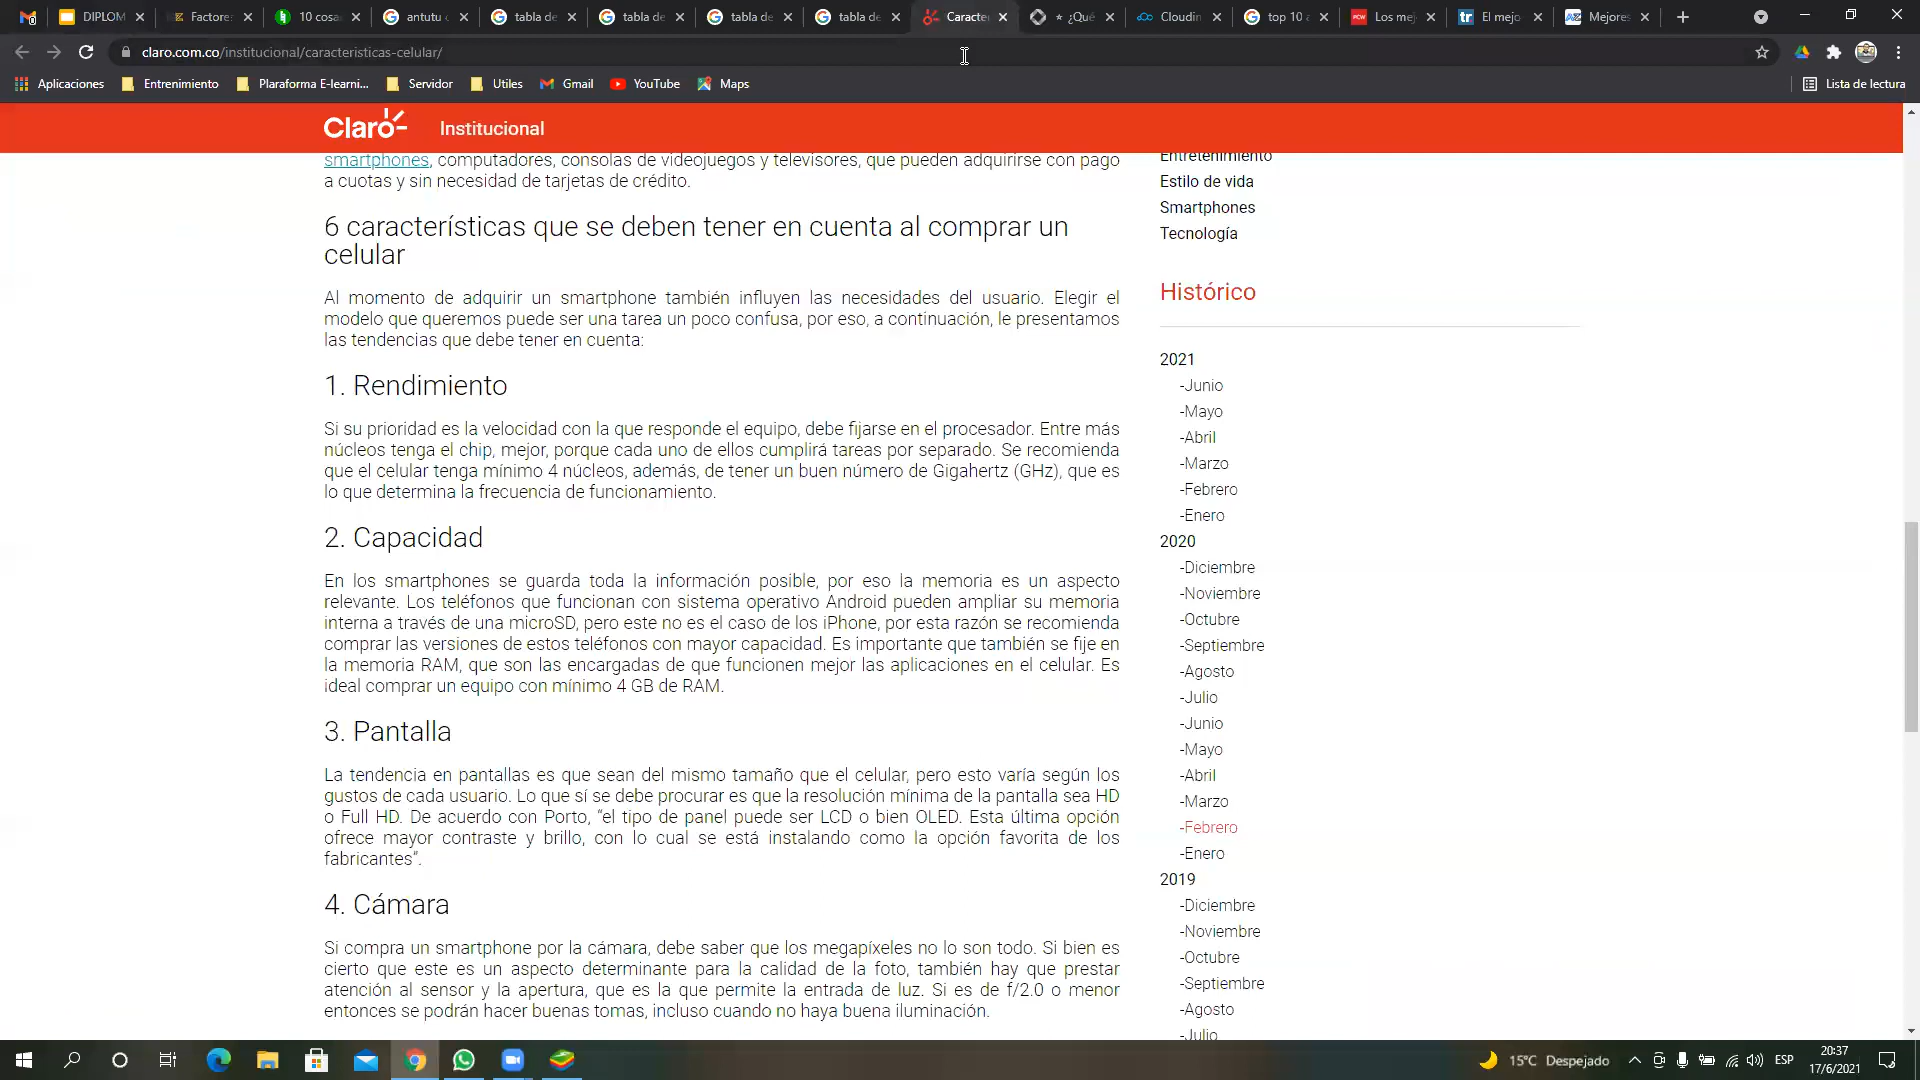 DIPLOM
Factore
10 cosa
antutu
tabla de
tabla de
tabla de
tabla de
Caracte
¿Qué
Cloudin
top 10
Los mej
El mejo
Mejores
claro.com.co/institucional/caracteristicas-celular/
Aplicaciones
Entrenimiento
Plaraforma E-learni...
Servidor
Utiles
Gmail
YouTube
Maps
Lista de lectura
Claro
Institucional
smartphones, computadores, consolas de videojuegos y televisores, que pueden adquirirse con pago
a cuotas y sin necesidad de tarjetas de crédito.
6 características que se deben tener en cuenta al comprar un
celular
Al momento de adquirir un smartphone también influyen las necesidades del usuario. Elegir el
modelo que queremos puede ser una tarea un poco confusa, por eso, a continuación, le presentamos
las tendencias que debe tener en cuenta:
1. Rendimiento
Si su prioridad es la velocidad con la que responde el equipo, debe fijarse en el procesador. Entre más
núcleos tenga el chip, mejor, porque cada uno de ellos cumplirá tareas por separado. Se recomienda
que el celular tenga mínimo 4 núcleos, además, de tener un buen número de Gigahertz (GHz), que es
lo que determina la frecuencia de funcionamiento.
2. Capacidad
En los smartphones se guarda toda la información posible, por eso la memoria es un aspecto
relevante. Los teléfonos que funcionan con sistema operativo Android pueden ampliar su memoria
interna a través de una microSD, pero este no es el caso de los iPhone, por esta razón se recomienda
comprar las versiones de estos teléfonos con mayor capacidad. Es importante que también se fije en
la memoria RAM, que son las encargadas de que funcionen mejor las aplicaciones en el celular. Es
ideal comprar un equipo con mínimo 4 GB de RAM.
3. Pantalla
La tendencia en pantallas es que sean del mismo tamaño que el celular, pero esto varía según los
gustos de cada usuario. Lo que sí se debe procurar es que la resolución mínima de la pantalla sea HD
o Full HD. De acuerdo con Porto, “el tipo de panel puede ser LCD o bien OLED. Esta última opción
ofrece mayor contraste y brillo, con lo cual se está instalando como la opción favorita de los
fabricantes”.
4. Cámara
Si compra un smartphone por la cámara, debe saber que los megapíxeles no lo son todo. Si bien es
cierto que este es un aspecto determinante para la calidad de la foto, también hay que prestar
atención al sensor y la apertura, que es la que permite la entrada de luz. Si es de f/2.0 o menor
entonces se podrán hacer buenas tomas, incluso cuando no haya buena iluminación.
Entretenimiento
Estilo de vida
Smartphones
Tecnología
Histórico
2021
-Junio
-Mayo
-Abril
-Marzo
-Febrero
-Enero
2020
-Diciembre
-Noviembre
-Octubre
-Septiembre
-Agosto
-Julio
-Junio
-Mayo
-Abril
-Marzo
-Febrero
-Enero
2019
-Diciembre
-Noviembre
-Octubre
-Septiembre
-Agosto
-Julio
15°C Despejado
ESP
20:37
17/6/2021